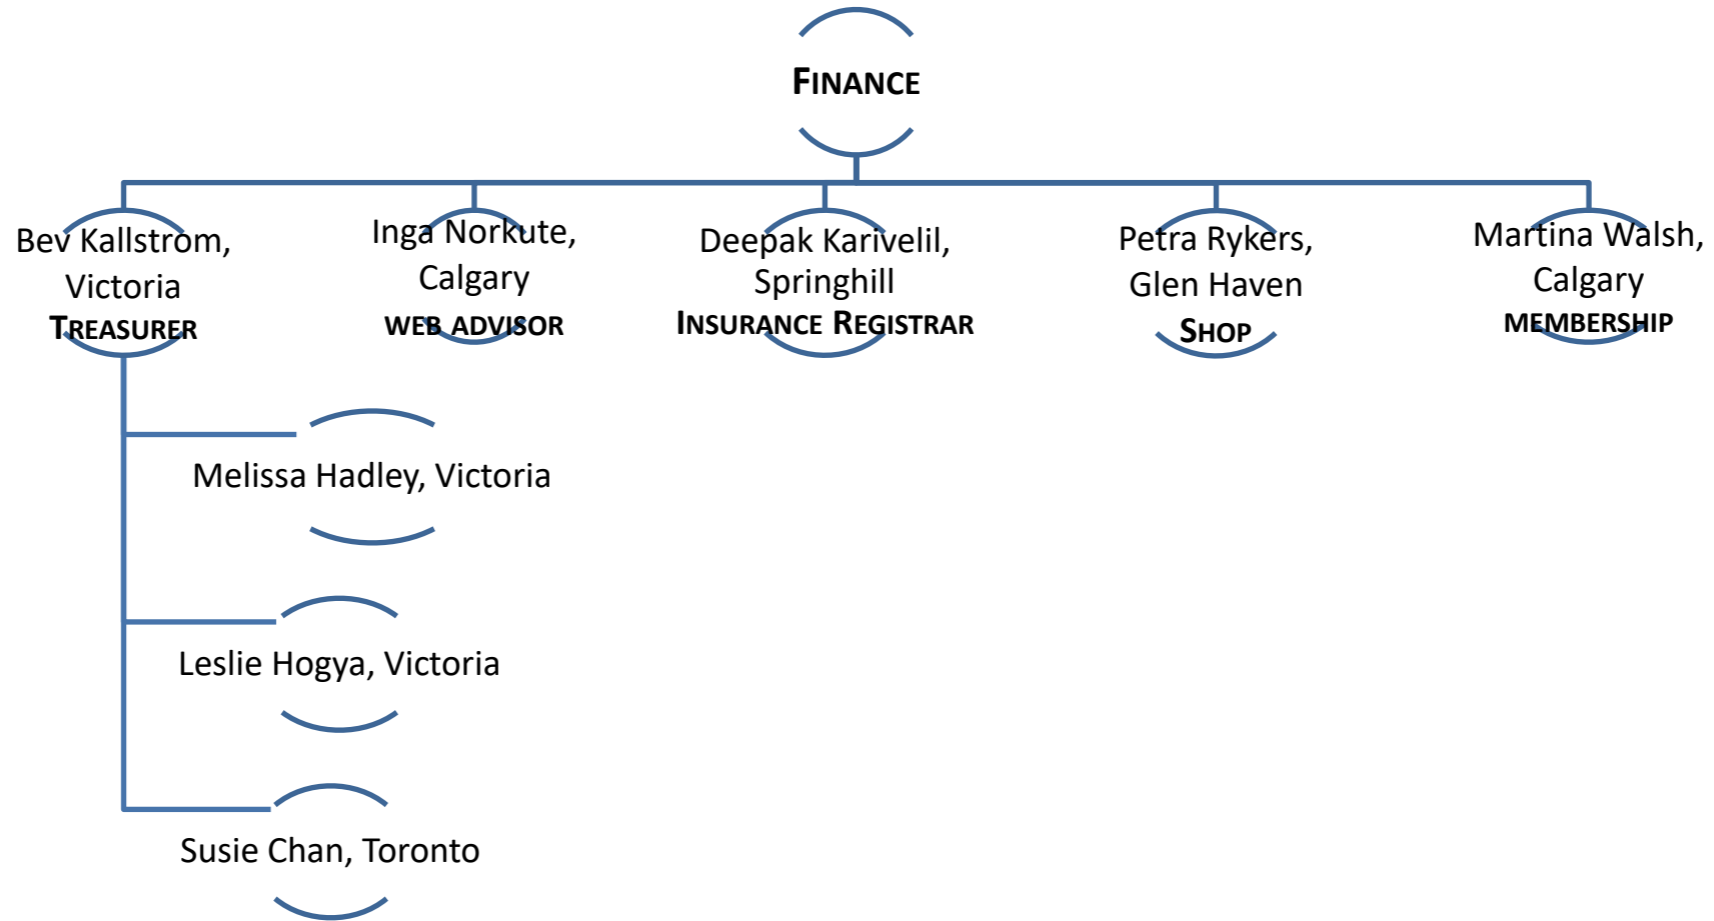 FINANCE
Bev Kallstrom,
Victoria
TREASURER
Inga Norkute,
Calgary
WEB ADVISOR
Deepak Karivelil,
Springhill
INSURANCE REGISTRAR
Petra Rykers,
Glen Haven
SHOP
Martina Walsh,
Calgary
MEMBERSHIP
Melissa Hadley, Victoria
Leslie Hogya, Victoria
Susie Chan, Toronto